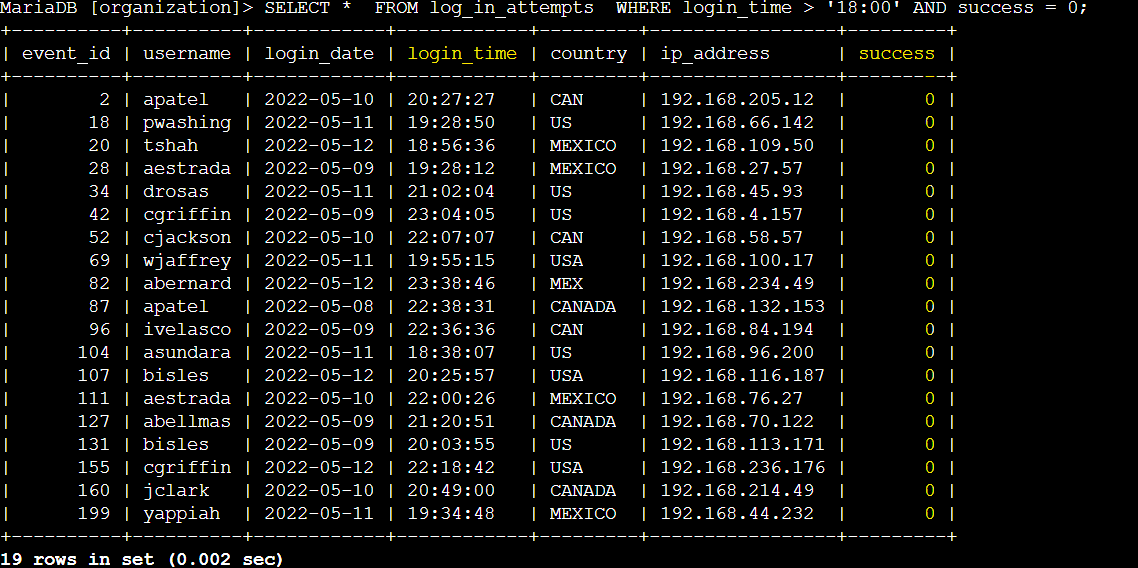 MariaDB [organization]> SELECT *  FROM log_in_attempts  WHERE login_time > '18:00' AND success = 0;
+----------+----------+------------+------------+---------+-----------------+---------+
| event_id | username | login_date | login_time | country | ip_address      | success |
+----------+----------+------------+------------+---------+-----------------+---------+
|        2 | apatel   | 2022-05-10 | 20:27:27   | CAN     | 192.168.205.12  |       0 |
|       18 | pwashing | 2022-05-11 | 19:28:50   | US      | 192.168.66.142  |       0 |
|       20 | tshah    | 2022-05-12 | 18:56:36   | MEXICO  | 192.168.109.50  |       0 |
|       28 | aestrada | 2022-05-09 | 19:28:12   | MEXICO  | 192.168.27.57   |       0 |
|       34 | drosas   | 2022-05-11 | 21:02:04   | US      | 192.168.45.93   |       0 |
|       42 | cgriffin | 2022-05-09 | 23:04:05   | US      | 192.168.4.157   |       0 |
|       52 | cjackson | 2022-05-10 | 22:07:07   | CAN     | 192.168.58.57   |       0 |
|       69 | wjaffrey | 2022-05-11 | 19:55:15   | USA     | 192.168.100.17  |       0 |
|       82 | abernard | 2022-05-12 | 23:38:46   | MEX     | 192.168.234.49  |       0 |
|       87 | apatel   | 2022-05-08 | 22:38:31   | CANADA  | 192.168.132.153 |       0 |
|       96 | ivelasco | 2022-05-09 | 22:36:36   | CAN     | 192.168.84.194  |       0 |
|      104 | asundara | 2022-05-11 | 18:38:07   | US      | 192.168.96.200  |       0 |
|      107 | bisles   | 2022-05-12 | 20:25:57   | USA     | 192.168.116.187 |       0 |
|      111 | aestrada | 2022-05-10 | 22:00:26   | MEXICO  | 192.168.76.27   |       0 |
|      127 | abellmas | 2022-05-09 | 21:20:51   | CANADA  | 192.168.70.122  |       0 |
|      131 | bisles   | 2022-05-09 | 20:03:55   | US      | 192.168.113.171 |       0 |
|      155 | cgriffin | 2022-05-12 | 22:18:42   | USA     | 192.168.236.176 |       0 |
|      160 | jclark   | 2022-05-10 | 20:49:00   | CANADA  | 192.168.214.49  |       0 |
|      199 | yappiah  | 2022-05-11 | 19:34:48   | MEXICO  | 192.168.44.232  |       0 |
+----------+----------+------------+------------+---------+-----------------+---------+
19 rows in set (0.002 sec)